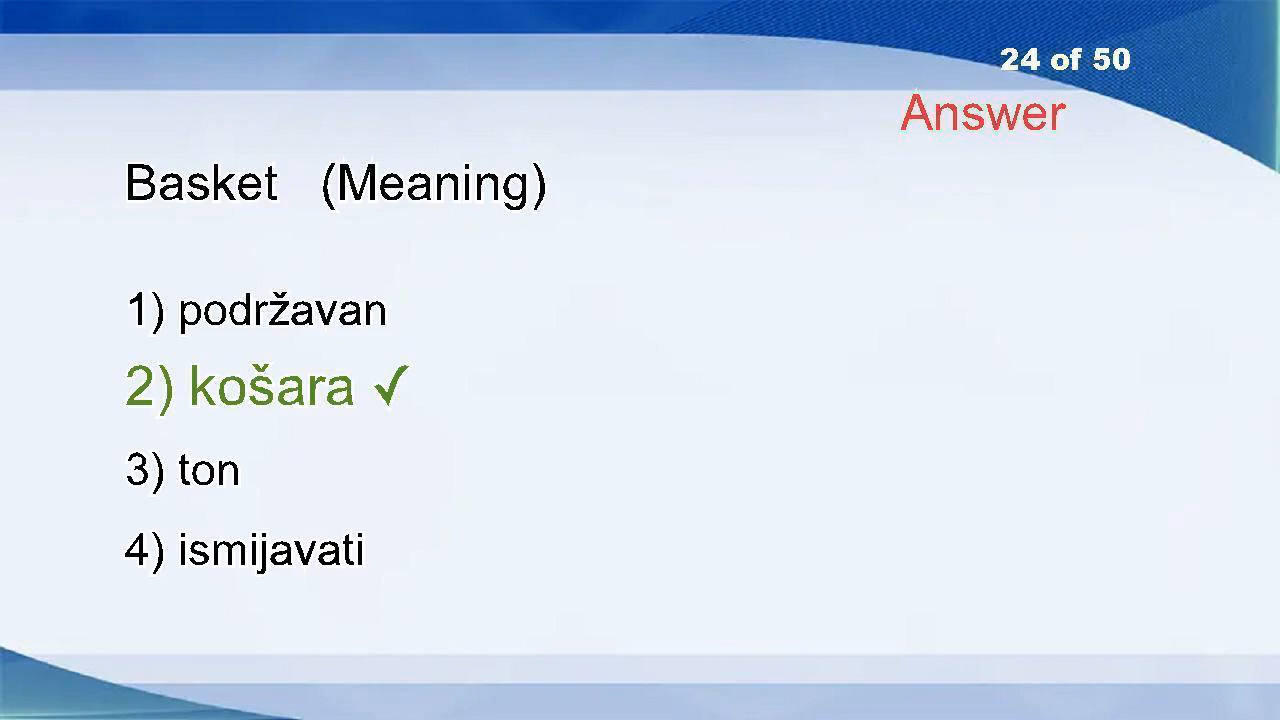 24 of 50
Answer
Basket (Meaning)
1) podržavan
2) košara ✓
3) ton
4) ismijavati